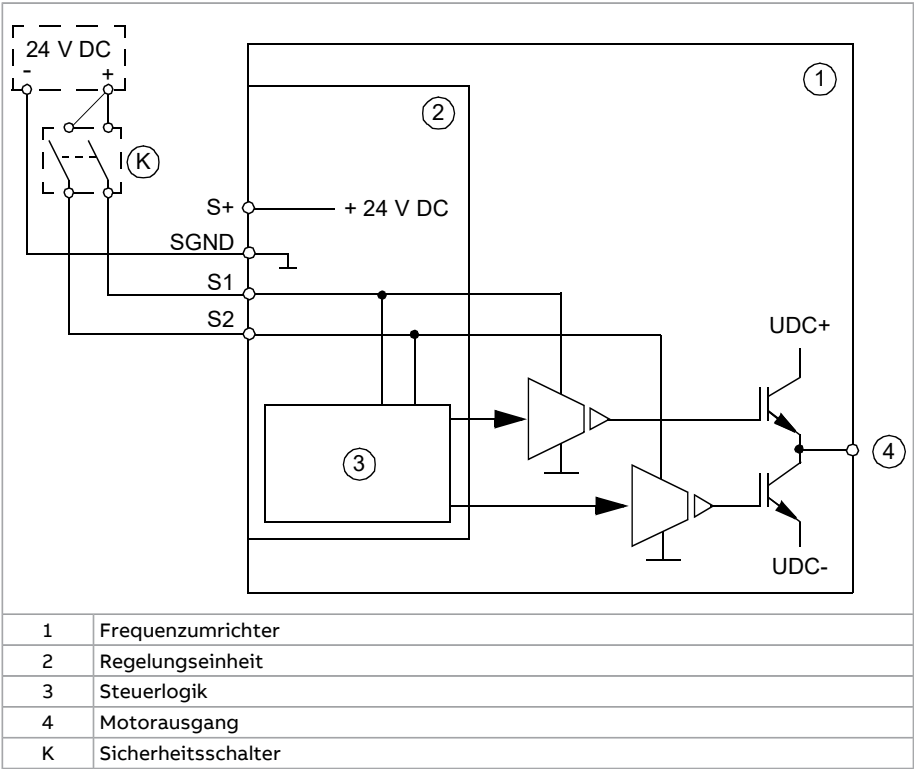 24 V DC
- +
1
2
K
S+ + 24 V DC
SGND
S1
S2
UDC+
3
4
UDC-
1 Frequenzumrichter
2 Regelungseinheit
3 Steuerlogik
4 Motorausgang
K Sicherheitsschalter